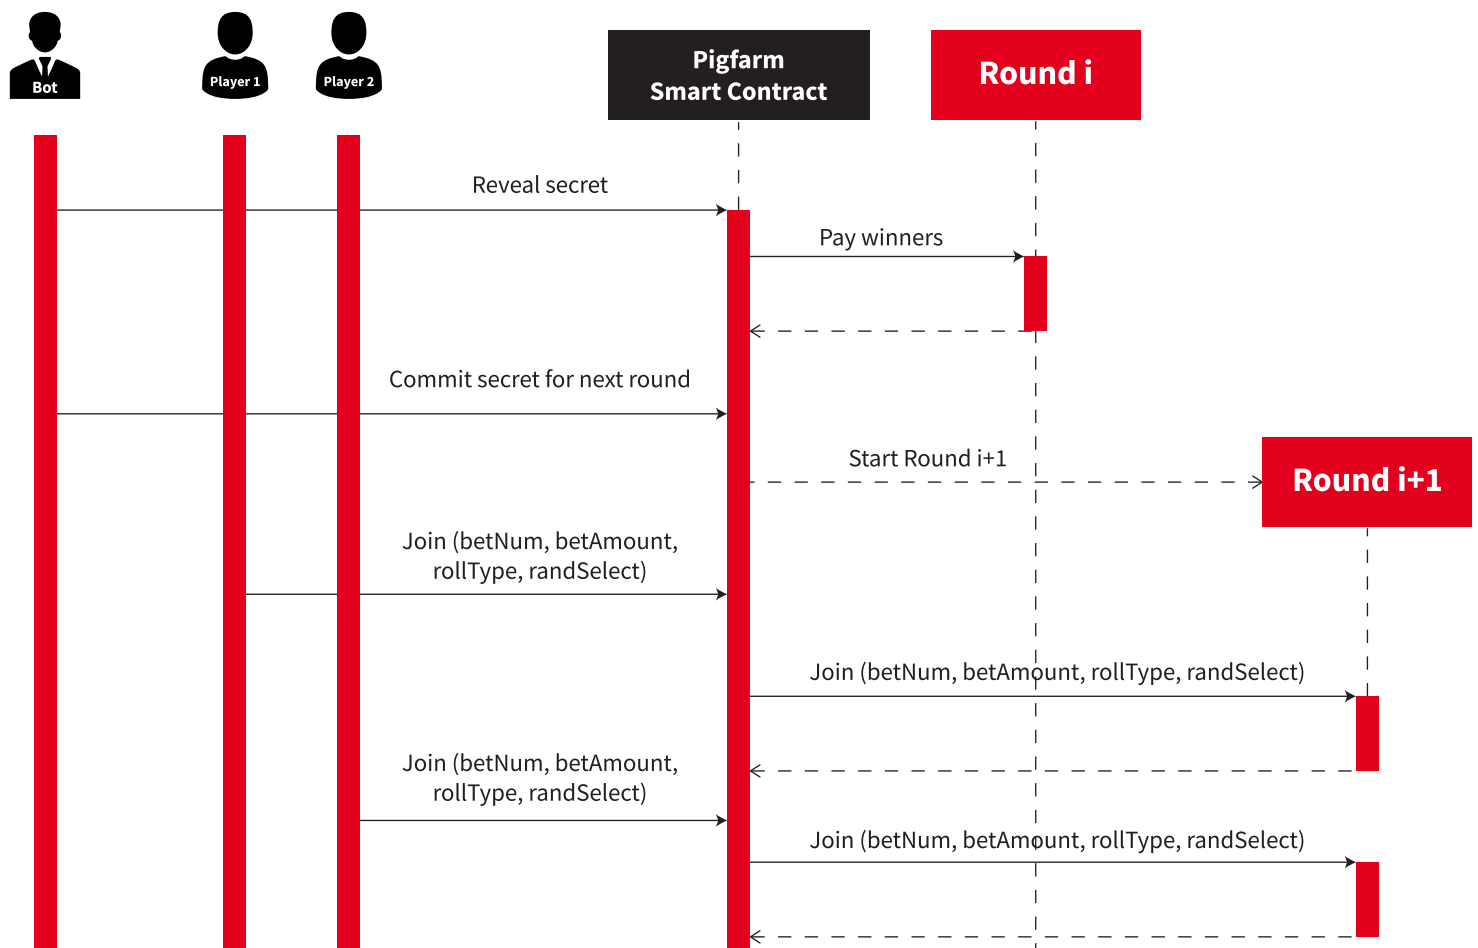 Bot
Player 1
Player 2
Pigfarm
Smart Contract
Round i
Reveal secret
Pay winners
Commit secret for next round
Start Round i+1
Round i+1
Join (betNum, betAmount,
rollType, randSelect)
Join (betNum, betAmount, rollType, randSelect)
Join (betNum, betAmount,
rollType, randSelect)
Join (betNum, betAmount, rollType, randSelect)